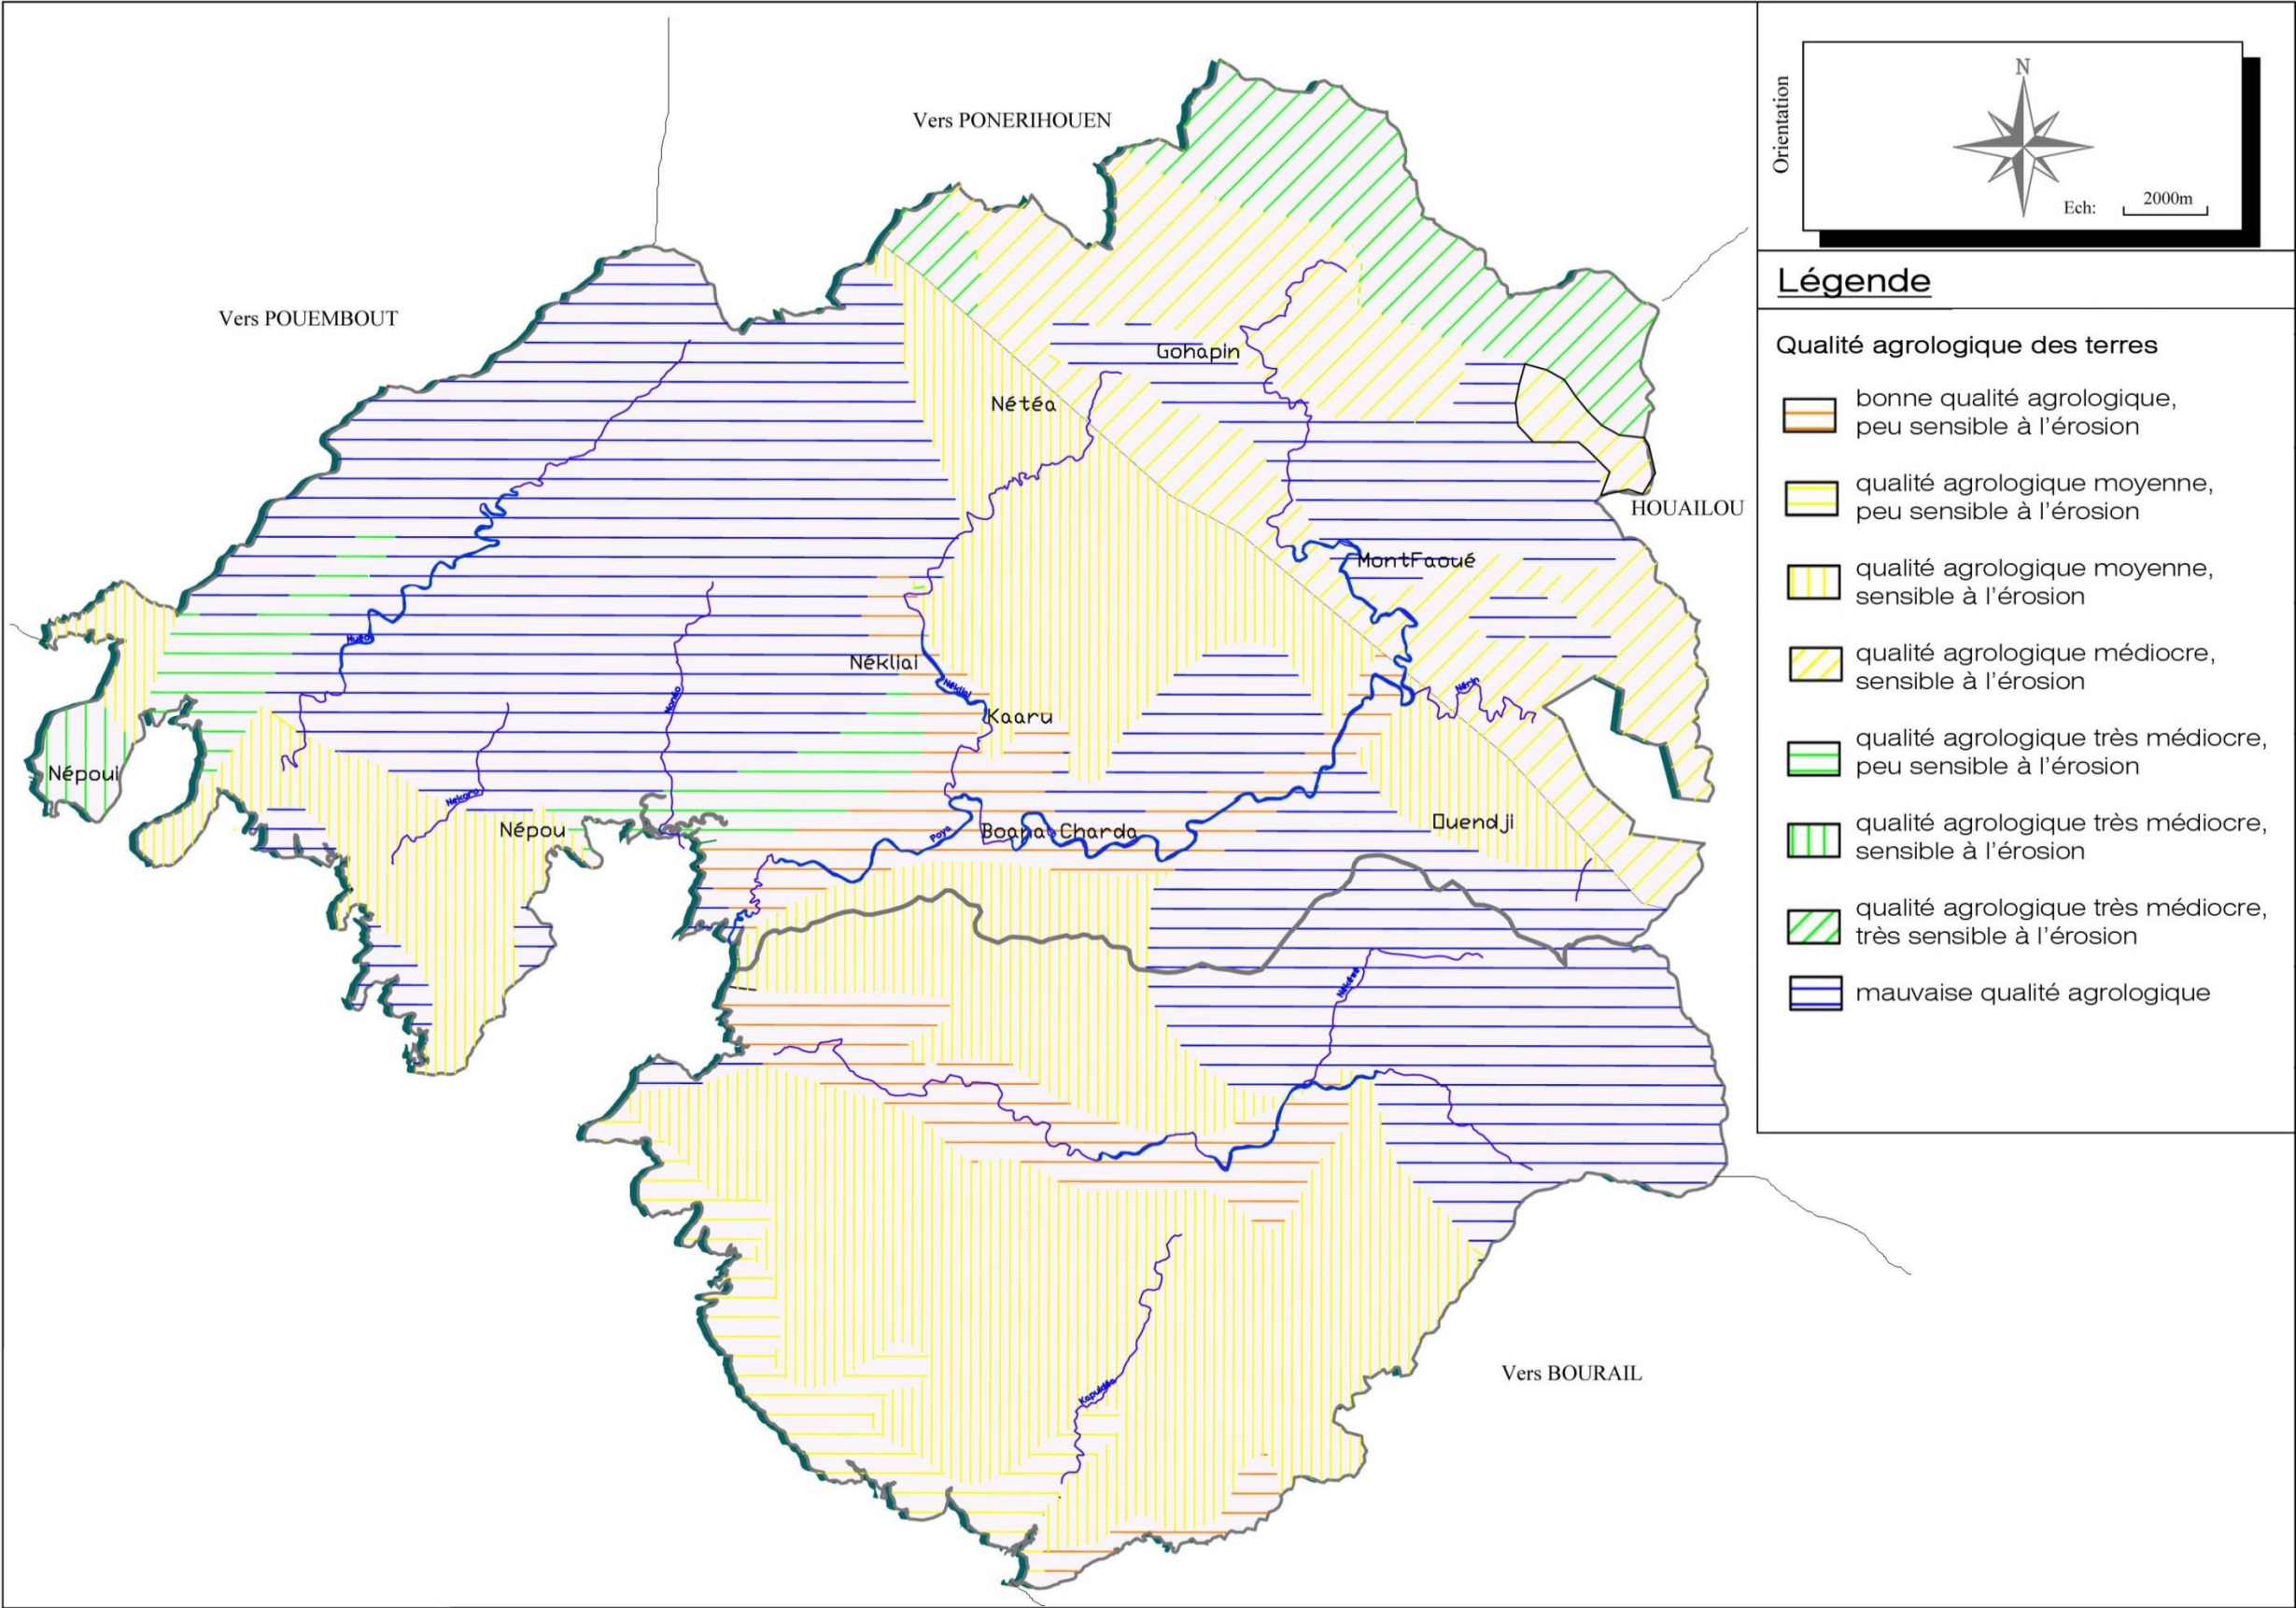 Vers PONERIHOUEN
Vers POUEMBOUT
Gohapin
Nétéa
HOUAILOU
MontFaoué
Nékliai
Nékliai
Kaaru
Népoui
Népou
Poya
Boana Charda
Ouendji
Vers BOURAIL
Orientation
N
Ech:
2000m
Légende
Qualité agrologique des terres
bonne qualité agrologique,
peu sensible à l'érosion
qualité agrologique moyenne,
peu sensible à l'érosion
qualité agrologique moyenne,
sensible à l'érosion
qualité agrologique médiocre,
sensible à l'érosion
qualité agrologique très médiocre,
peu sensible à l'érosion
qualité agrologique très médiocre,
sensible à l'érosion
qualité agrologique très médiocre,
très sensible à l'érosion
mauvaise qualité agrologique